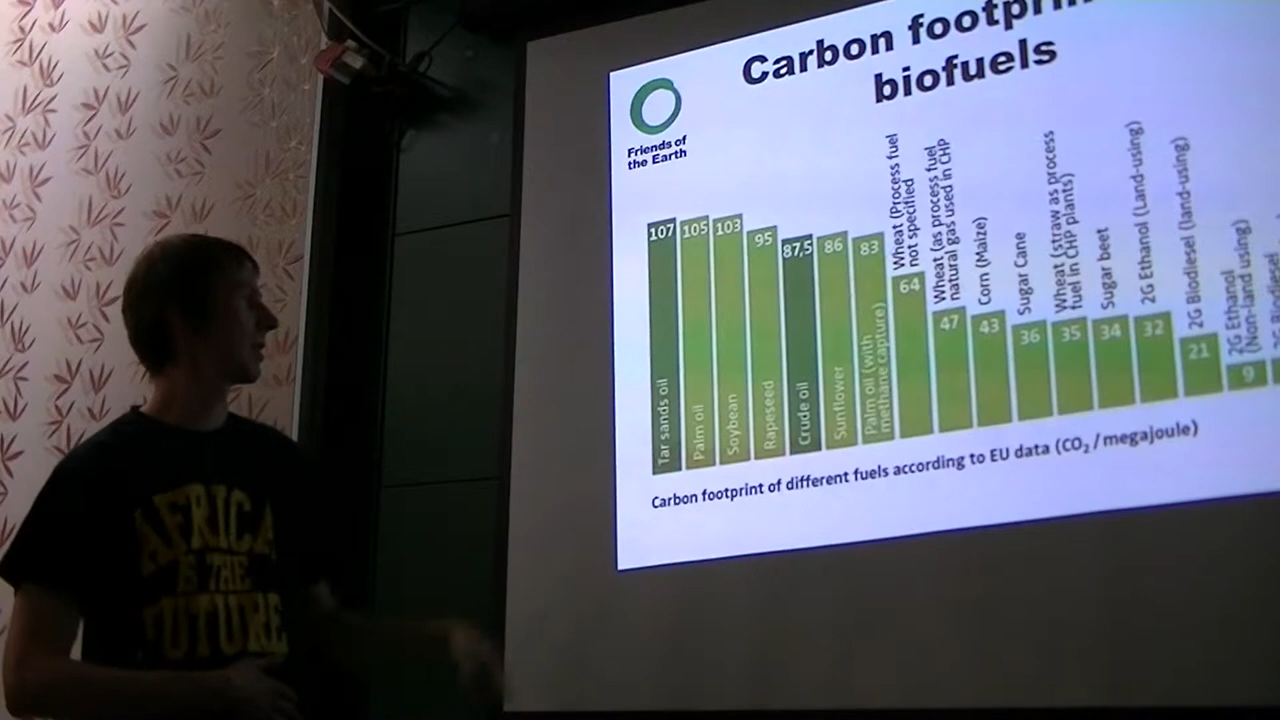 Carbon footprin
biofuels
Friends of
the Earth
107
105
103
95
87,5
86
83
64
47
43
36
35
34
32
21
9
Tar sands oil
Palm oil
Soybean
Rapeseed
Crude oil
Sunflower
Palm oil (with
methane capture)
Wheat (Process fuel
not specified
Wheat (as process fuel
natural gas used in CHP
Corn (Maize)
Sugar Cane
Wheat (straw as process
fuel in CHP plants)
Sugar beet
2G Ethanol (Land-using)
2G Biodiesel (land-using)
2G Ethanol
(Non-land using)
2G Biodiesel
Carbon footprint of different fuels according to EU data (CO₂ / megajoule)
AFRICA
IS THE
FUTURE